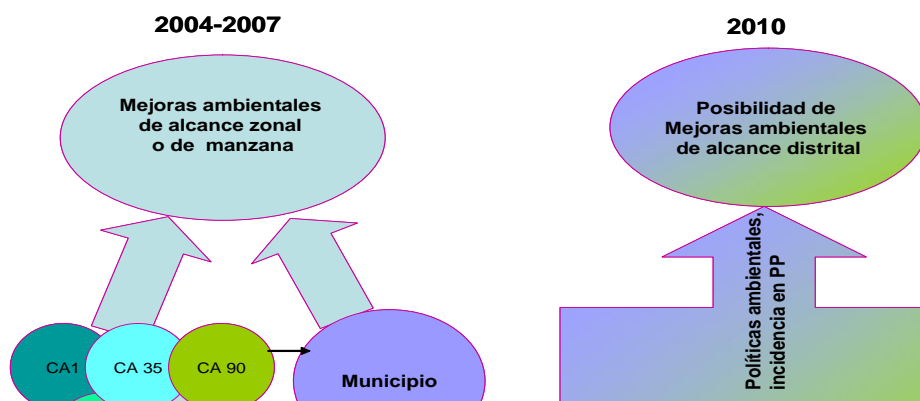 2004-2007
Mejoras ambientales
de alcance zonal
o de manzana
CA1
CA 35
CA 90
Municipio
2010
Posibilidad de
Mejoras ambientales
de alcance distrital
Políticas ambientales,
incidencia en PP